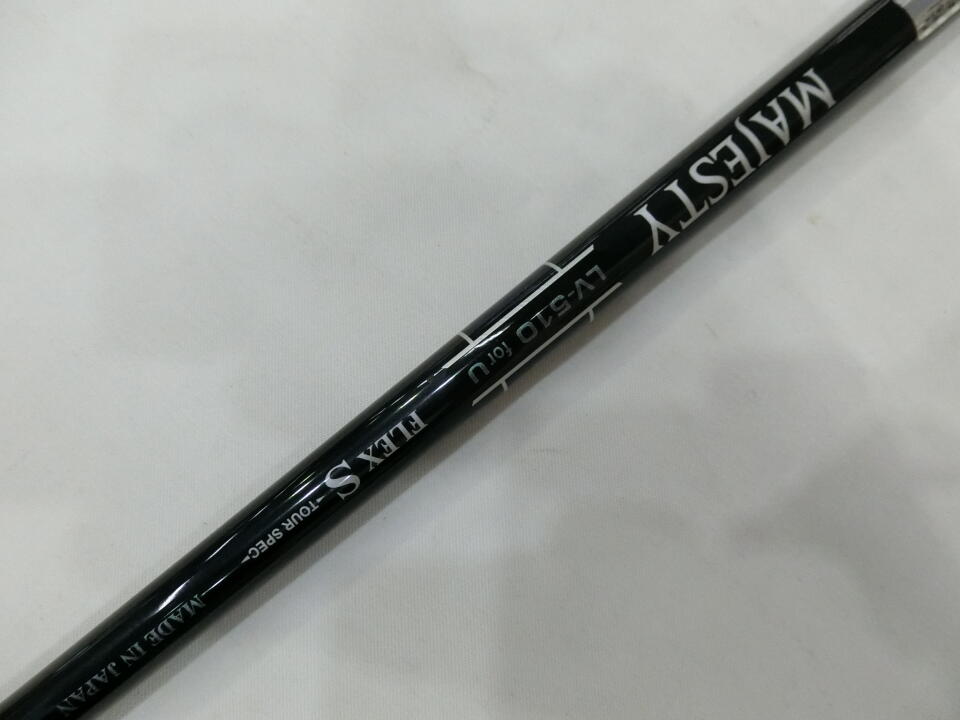 MAJESTY
LV-510 for U
FLEX S
-TOUR SPEC-
MADE IN JAPAN